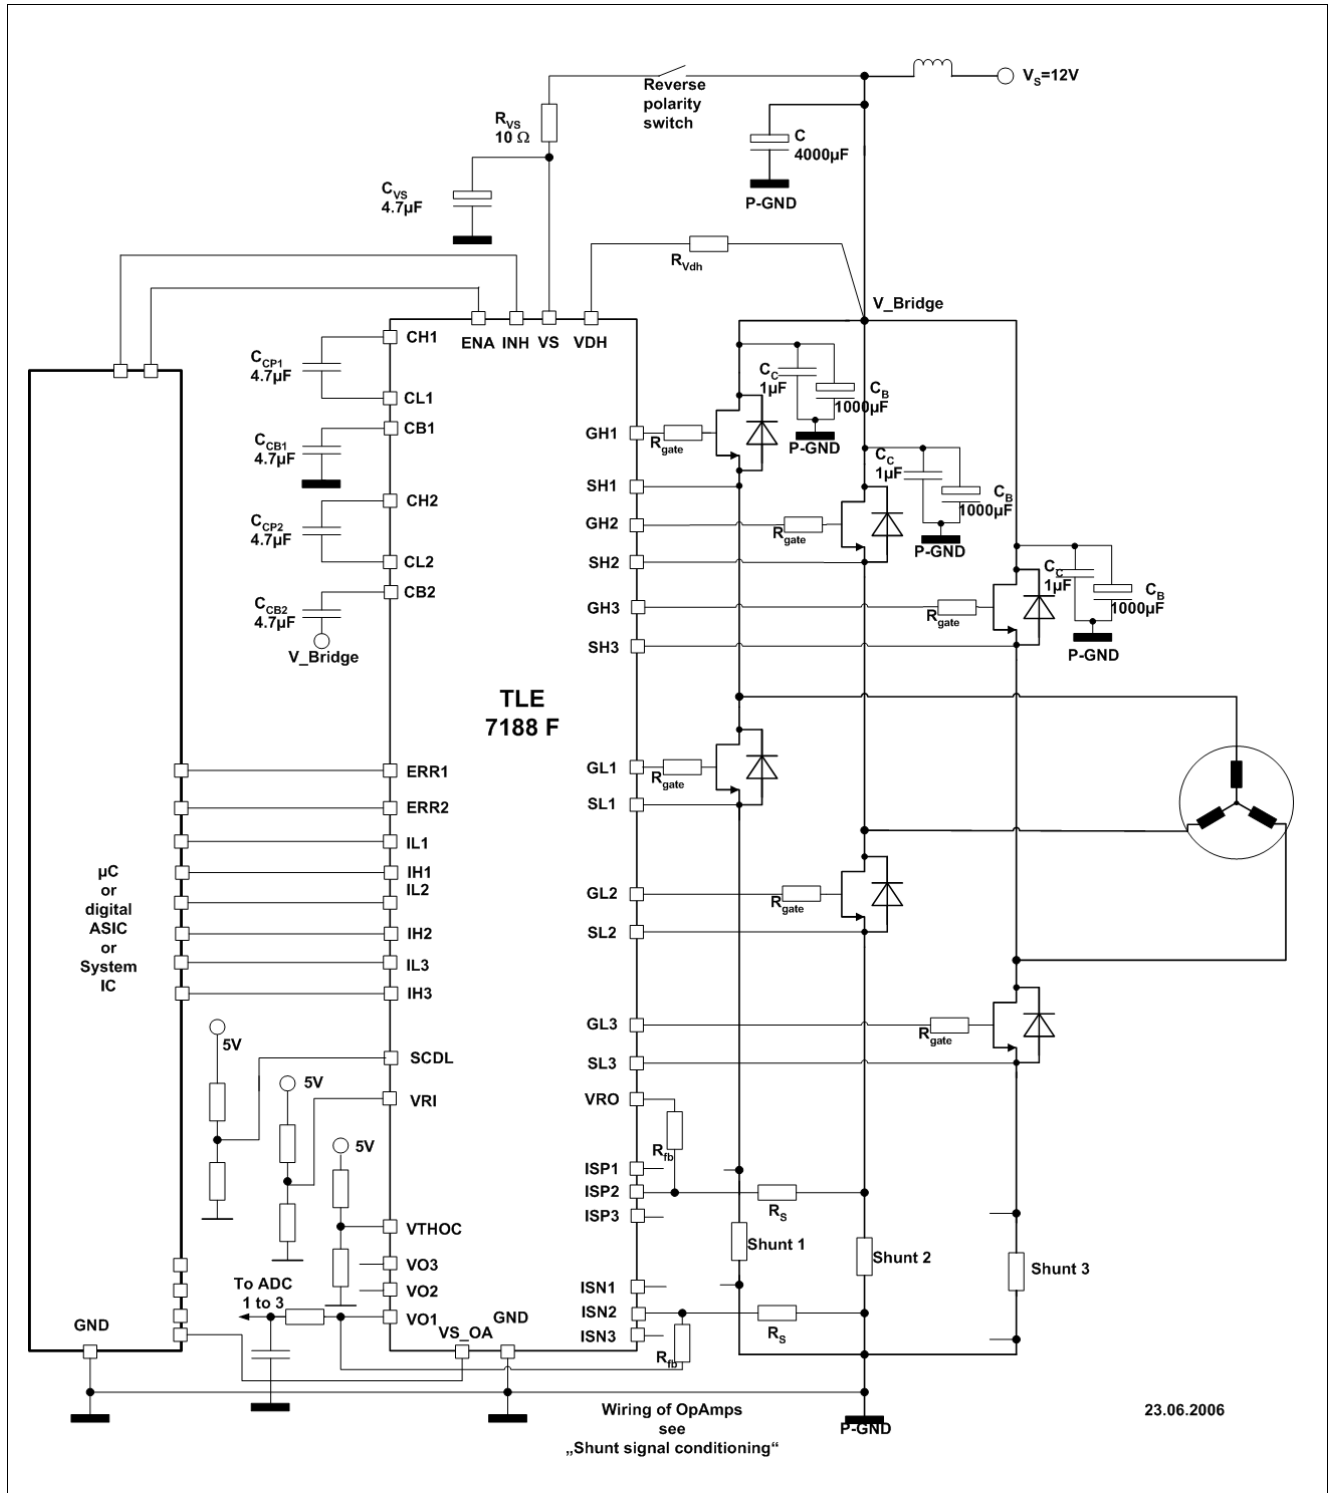 V_S=12V
Reverse
polarity
switch
R_VS
10 Ω
C
4000µF
P-GND
C_VS
4.7µF
R_Vdh
V_Bridge
ENA INH VS VDH
CH1
C_CP1
4.7µF
CL1
CB1
C_CB1
4.7µF
CH2
C_CP2
4.7µF
CL2
CB2
C_CB2
4.7µF
V_Bridge
C_C
1µF
C_B
1000µF
P-GND
GH1
R_gate
SH1
C_C
1µF
C_B
1000µF
P-GND
GH2
R_gate
SH2
C_C
1µF
C_B
1000µF
P-GND
GH3
R_gate
SH3
TLE
7188 F
GL1
R_gate
SL1
GL2
R_gate
SL2
GL3
R_gate
SL3
ERR1
ERR2
IL1
IH1
IL2
IH2
IL3
IH3
µC
or
digital
ASIC
or
System
IC
5V
SCDL
5V
VRI
5V
VTHOC
VO3
VO2
VO1
To ADC
1 to 3
VRO
R_fb
ISP1
ISP2
ISP3
R_S
Shunt 1
Shunt 2
Shunt 3
ISN1
ISN2
ISN3
R_S
R_fb
GND
VS_OA
GND
P-GND
Wiring of OpAmps
see
„Shunt signal conditioning“
23.06.2006